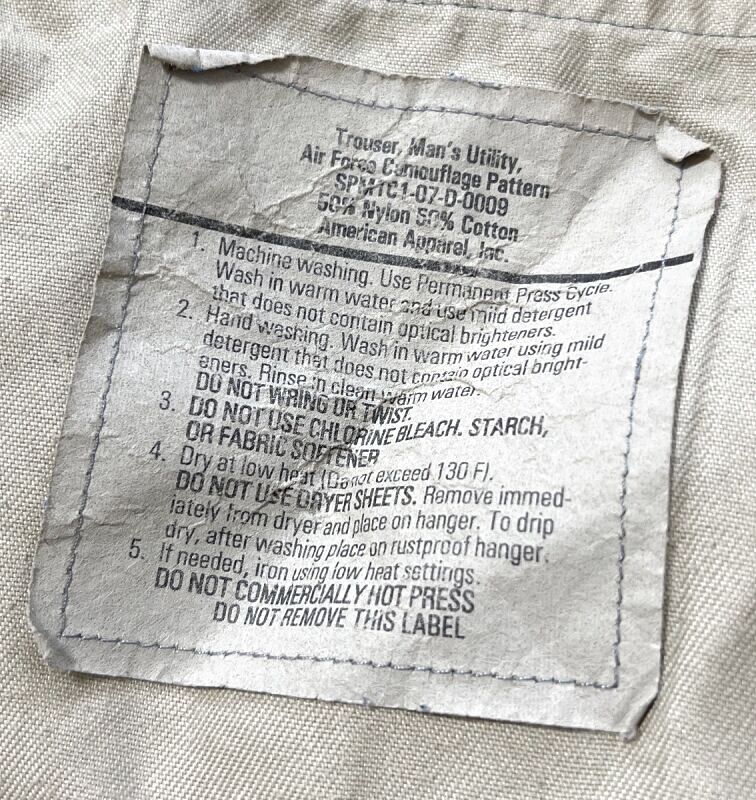 Trouser, Man's Utility,
Air Force Camouflage Pattern
SPM1C1-07-D-0009
50% Nylon 50% Cotton
American Apparel, Inc.
1. Machine washing. Use Permanent Press Cycle.
Wash in warm water and use mild detergent
that does not contain optical brighteners.
2. Hand washing. Wash in warm water using mild
detergent that does not contain optical bright-
eners. Rinse in clean warm water.
DO NOT WRING OR TWIST.
3. DO NOT USE CHLORINE BLEACH. STARCH,
OR FABRIC SOFTENER
4. Dry at low heat (Do not exceed 130 F).
DO NOT USE DRYER SHEETS. Remove immed-
iately from dryer and place on hanger. To drip
dry, after washing place on rustproof hanger.
5. If needed, iron using low heat settings.
DO NOT COMMERCIALLY HOT PRESS
DO NOT REMOVE THIS LABEL